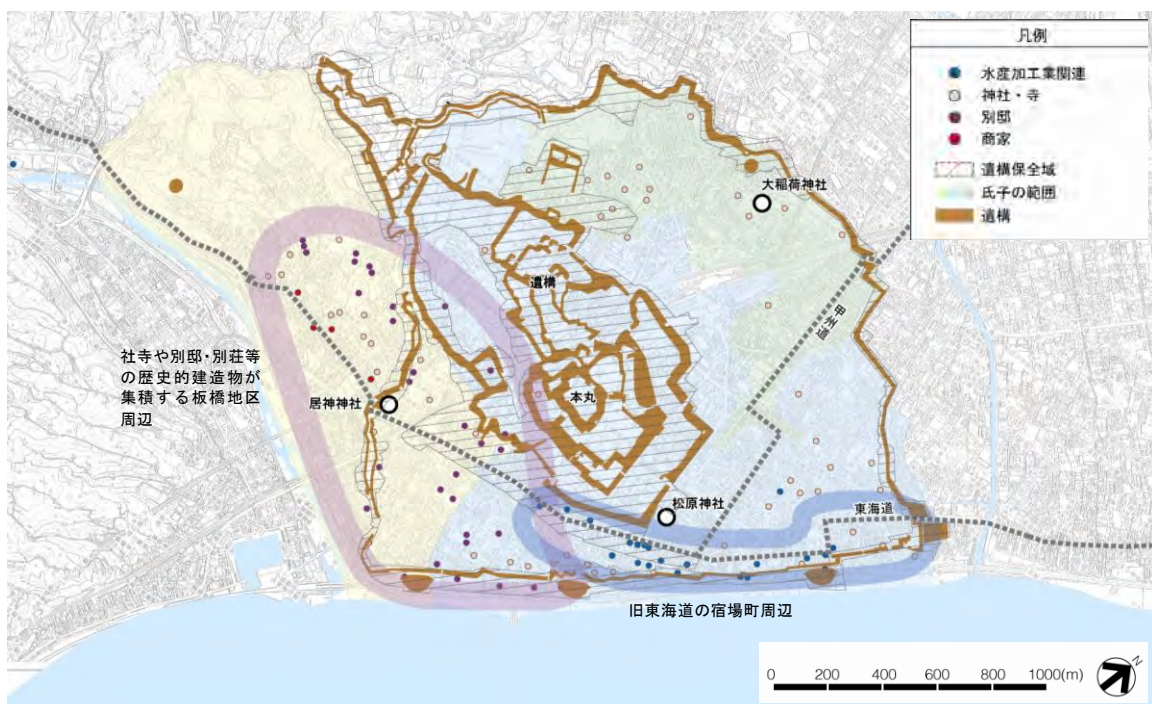 凡例
水産加工業関連
神社・寺
別邸
商家
遺構保全域
氏子の範囲
遺構
大稲荷神社
遺構
甲州道
本丸
社寺や別邸・別荘等
の歴史的建造物が
集積する板橋地区
周辺
居神神社
松原神社
東海道
旧東海道の宿場町周辺
0 200 400 600 800 1000(m)
N